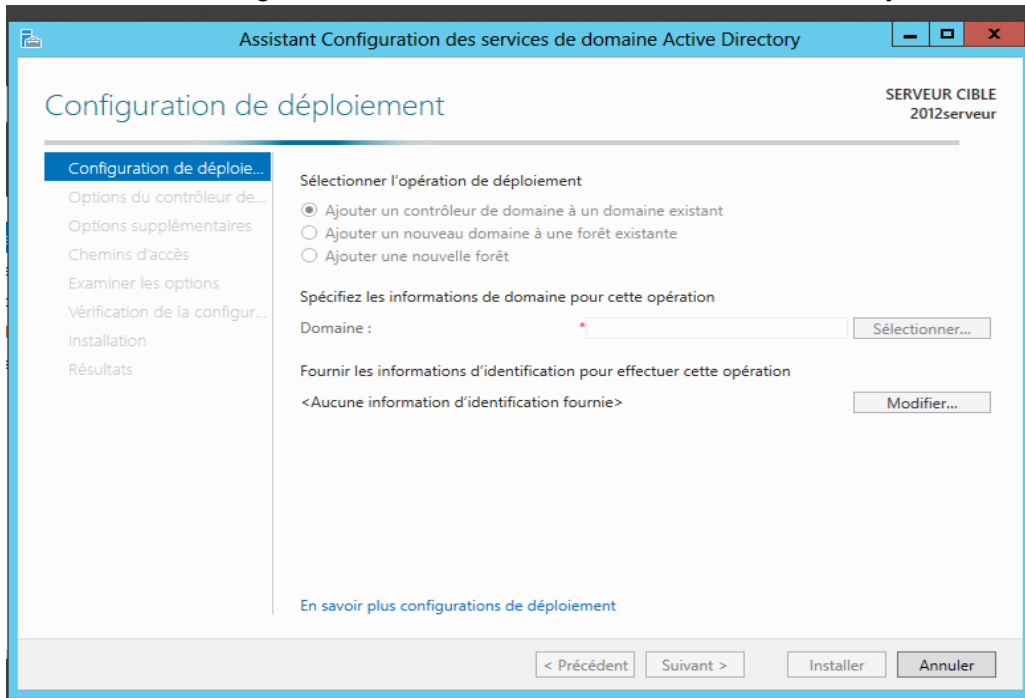 Assistant Configuration des services de domaine Active Directory
Configuration de déploiement
SERVEUR CIBLE
2012serveur
Configuration de déploie...
Options du contrôleur de...
Options supplémentaires
Chemins d'accès
Examiner les options
Vérification de la configur...
Installation
Résultats
Sélectionner l'opération de déploiement
Ajouter un contrôleur de domaine à un domaine existant
Ajouter un nouveau domaine à une forêt existante
Ajouter une nouvelle forêt
Spécifiez les informations de domaine pour cette opération
Domaine : * Sélectionner...
Fournir les informations d'identification pour effectuer cette opération
<Aucune information d'identification fournie> Modifier...
En savoir plus configurations de déploiement
< Précédent Suivant > Installer Annuler